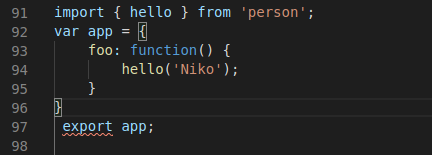 91 import { hello } from 'person';
92 var app = {
93     foo: function() {
94         hello('Niko');
95     }
96 }
97  export app;
98